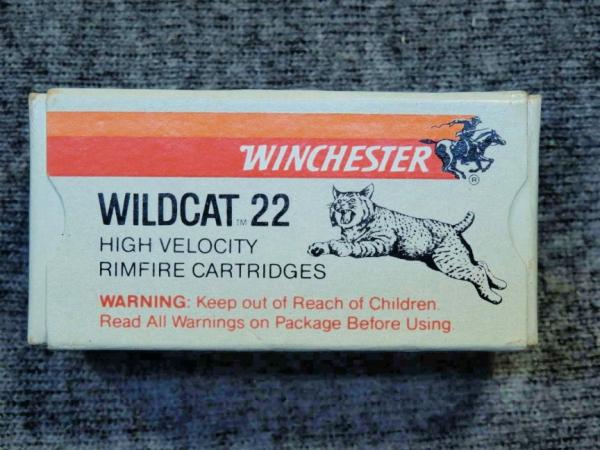 WINCHESTER
®
WILDCAT™ 22
HIGH VELOCITY
RIMFIRE CARTRIDGES
WARNING: Keep out of Reach of Children.
Read All Warnings on Package Before Using.